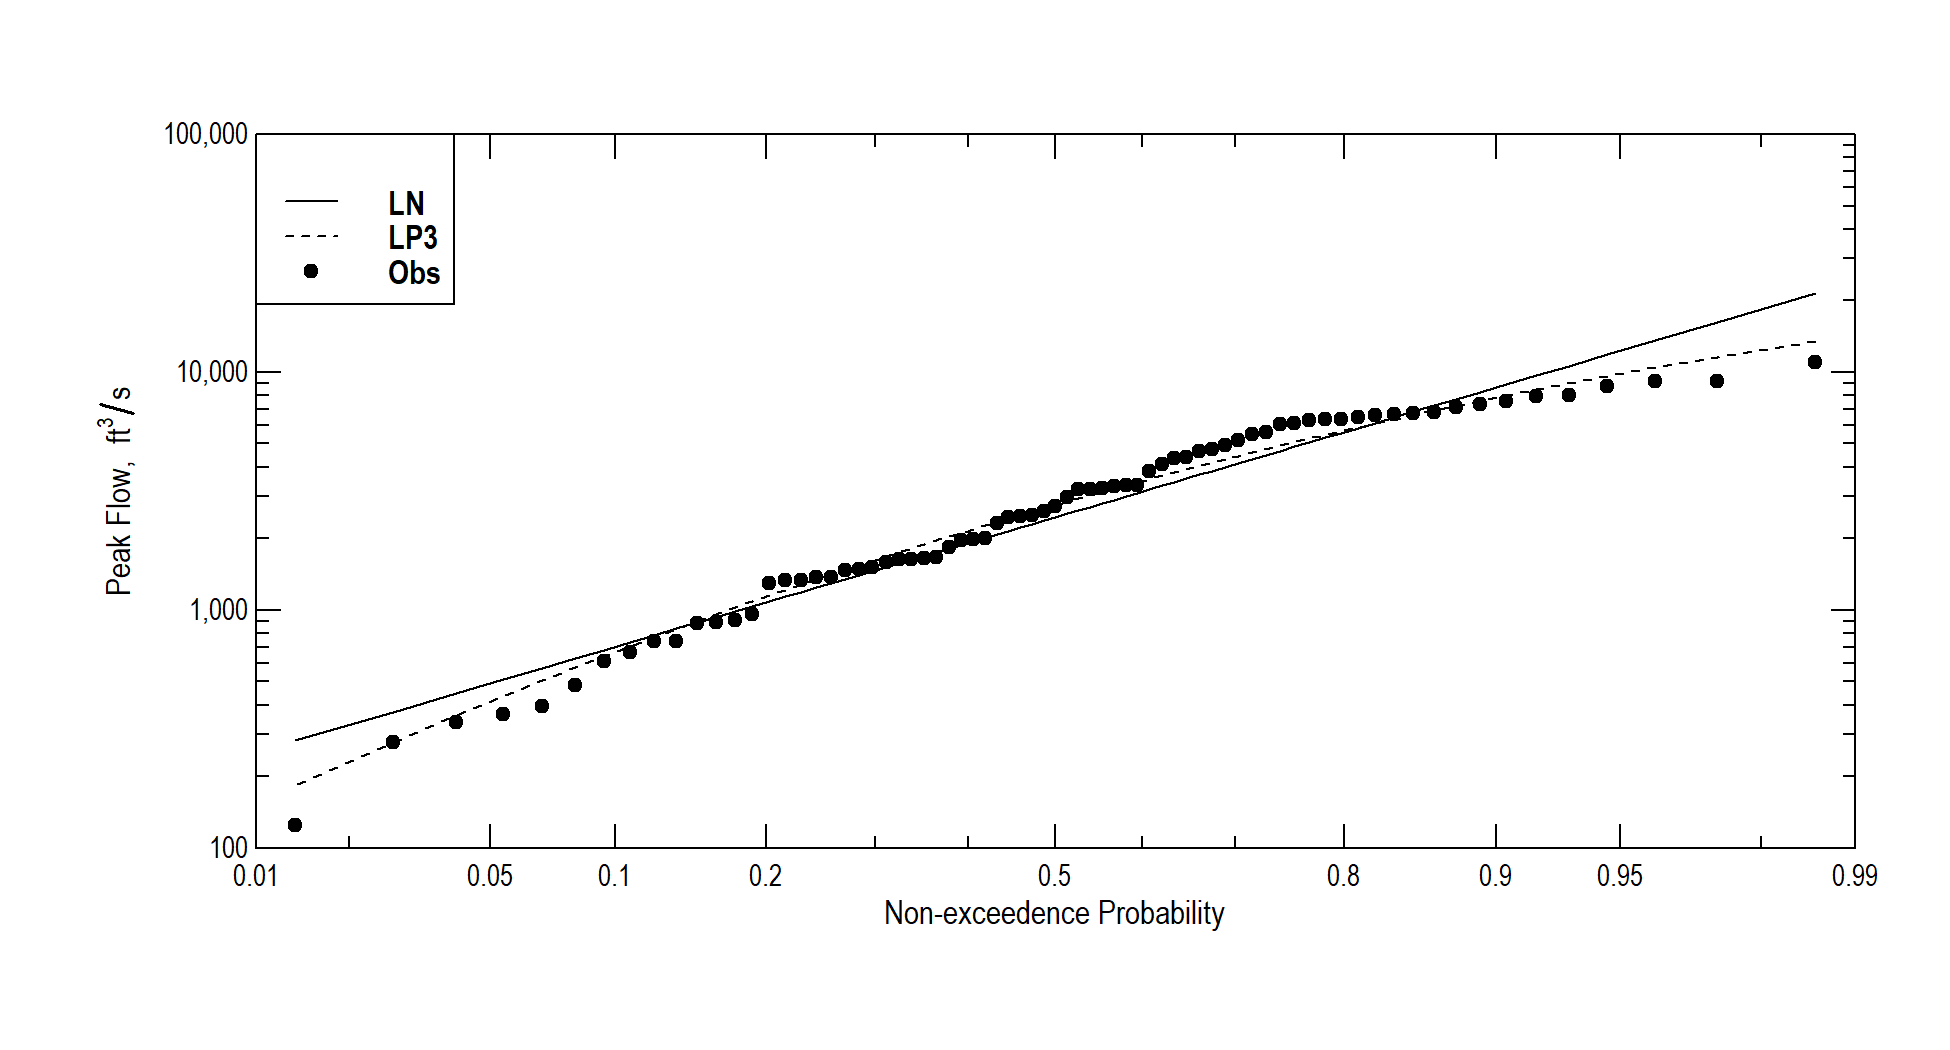 100,000
LN
LP3
Obs
10,000
Peak Flow, ft³/s
1,000
100
0.01 0.05 0.1 0.2 0.5 0.8 0.9 0.95 0.99
Non-exceedence Probability